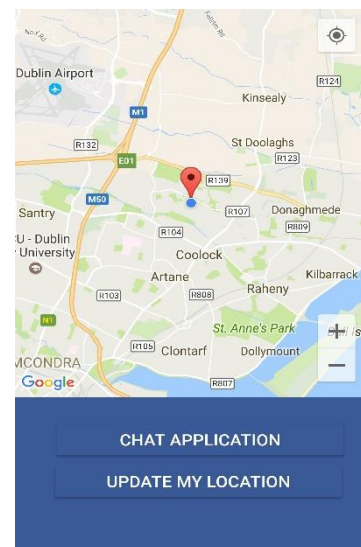 Dublin Airport
R124
Kinsealy
M1
R132
St Doolaghs
R123
E01
R139
M50
R107
Donaghmede
Santry
R809
R104
CU - Dublin
University
Coolock
Artane
Kilbarrack
R103
R808
Raheny
N1
St. Anne's Park
MCONDRA
R105
Clontarf
Dollymount
Google
R807
CHAT APPLICATION
UPDATE MY LOCATION